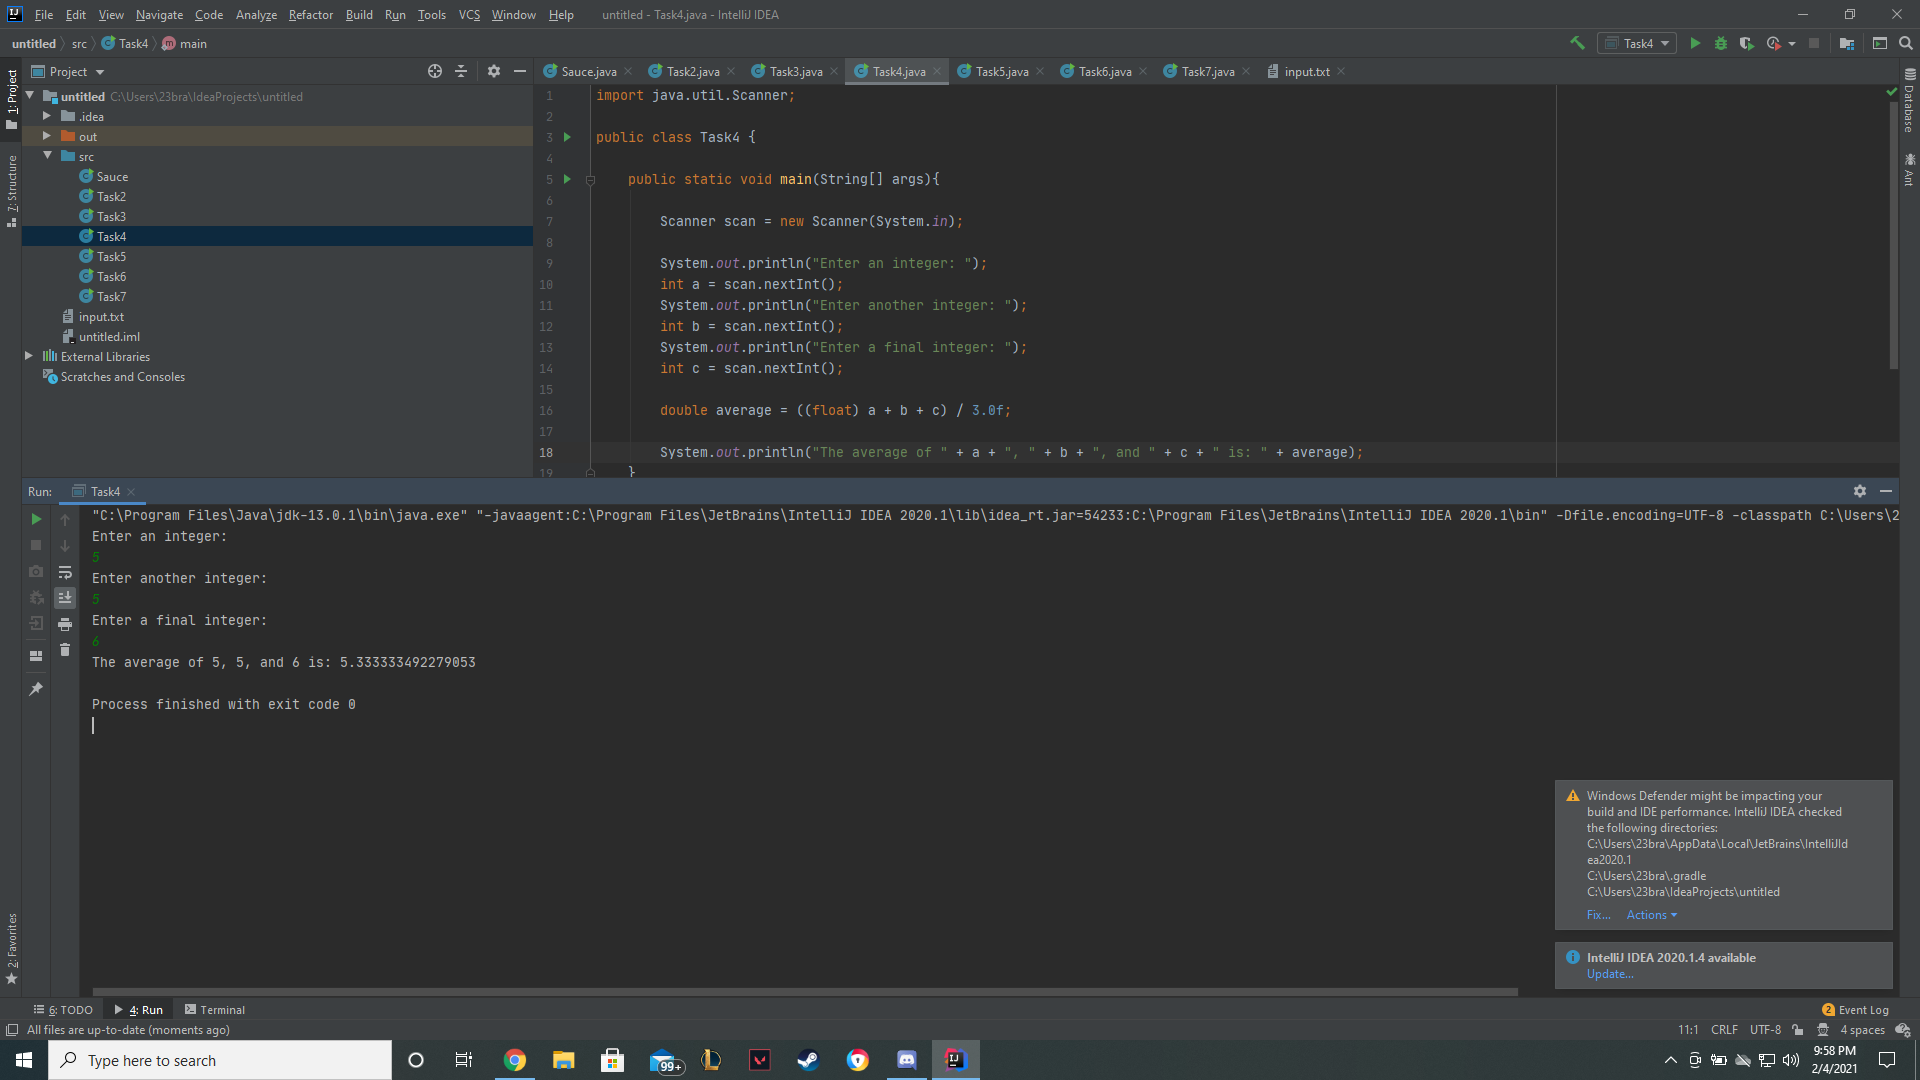 File Edit View Navigate Code Analyze Refactor Build Run Tools VCS Window Help untitled - Task4.java - IntelliJ IDEA
untitled src Task4 main Task4
Project
Sauce.java Task2.java Task3.java Task4.java Task5.java Task6.java Task7.java input.txt
1: Project
7: Structure
2: Favorites
untitled C:\Users\23bra\IdeaProjects\untitled
.idea
out
src
Sauce
Task2
Task3
Task4
Task5
Task6
Task7
input.txt
untitled.iml
External Libraries
Scratches and Consoles
1 import java.util.Scanner;
2
3 public class Task4 {
4
5 public static void main(String[] args){
6
7 Scanner scan = new Scanner(System.in);
8
9 System.out.println("Enter an integer: ");
10 int a = scan.nextInt();
11 System.out.println("Enter another integer: ");
12 int b = scan.nextInt();
13 System.out.println("Enter a final integer: ");
14 int c = scan.nextInt();
15
16 double average = ((float) a + b + c) / 3.0f;
17
18 System.out.println("The average of " + a + ", " + b + ", and " + c + " is: " + average);
19 }
Database
Ant
Run: Task4
"C:\Program Files\Java\jdk-13.0.1\bin\java.exe" "-javaagent:C:\Program Files\JetBrains\IntelliJ IDEA 2020.1\lib\idea_rt.jar=54233:C:\Program Files\JetBrains\IntelliJ IDEA 2020.1\bin" -Dfile.encoding=UTF-8 -classpath C:\Users\2
Enter an integer:
5
Enter another integer:
5
Enter a final integer:
6
The average of 5, 5, and 6 is: 5.333333492279053
Process finished with exit code 0
Windows Defender might be impacting your
build and IDE performance. IntelliJ IDEA checked
the following directories:
C:\Users\23bra\AppData\Local\JetBrains\IntelliJId
ea2020.1
C:\Users\23bra\.gradle
C:\Users\23bra\IdeaProjects\untitled
Fix... Actions
IntelliJ IDEA 2020.1.4 available
Update...
6: TODO 4: Run Terminal 2 Event Log
All files are up-to-date (moments ago) 11:1 CRLF UTF-8 4 spaces
Type here to search 99+ 9:58 PM
2/4/2021